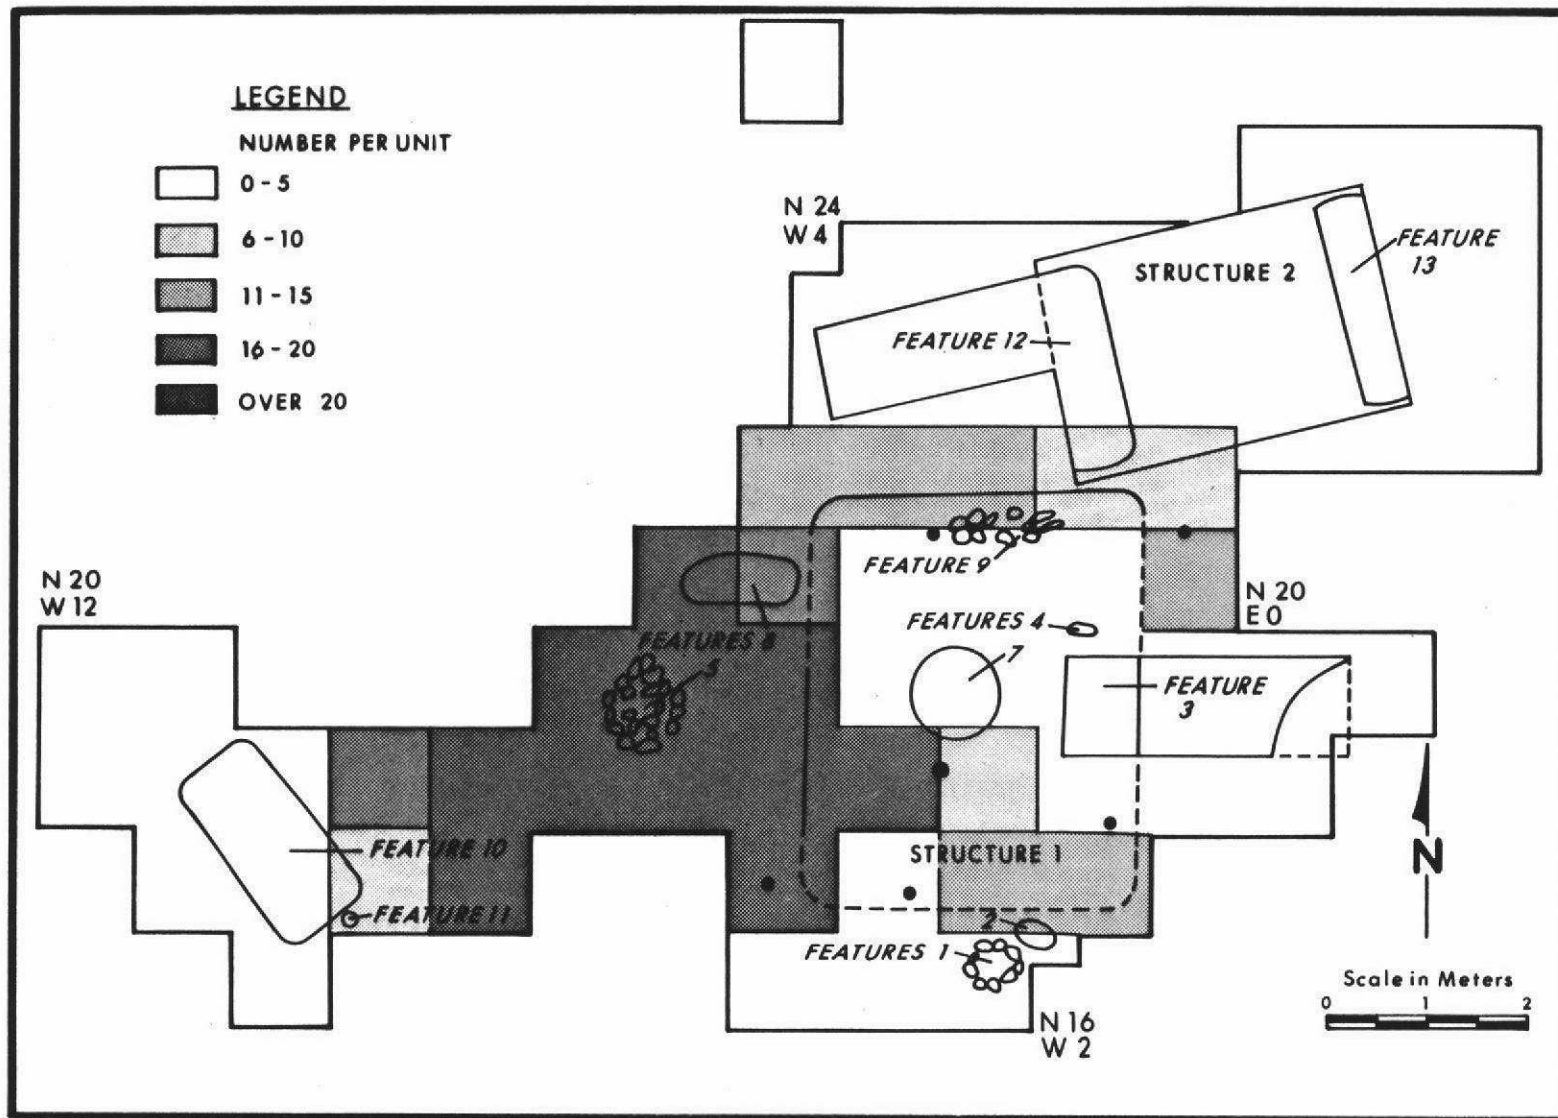 LEGEND
NUMBER PER UNIT
0 - 5
6 - 10
11 - 15
16 - 20
OVER 20
N 24
W 4
STRUCTURE 2
FEATURE
13
FEATURE 12
FEATURE 9
N 20
W 12
N 20
E 0
FEATURES 4
7
FEATURES 8
5
FEATURE
3
FEATURE 10
FEATURE 11
STRUCTURE 1
2
FEATURES 1
N
Scale in Meters
0 1 2
N 16
W 2